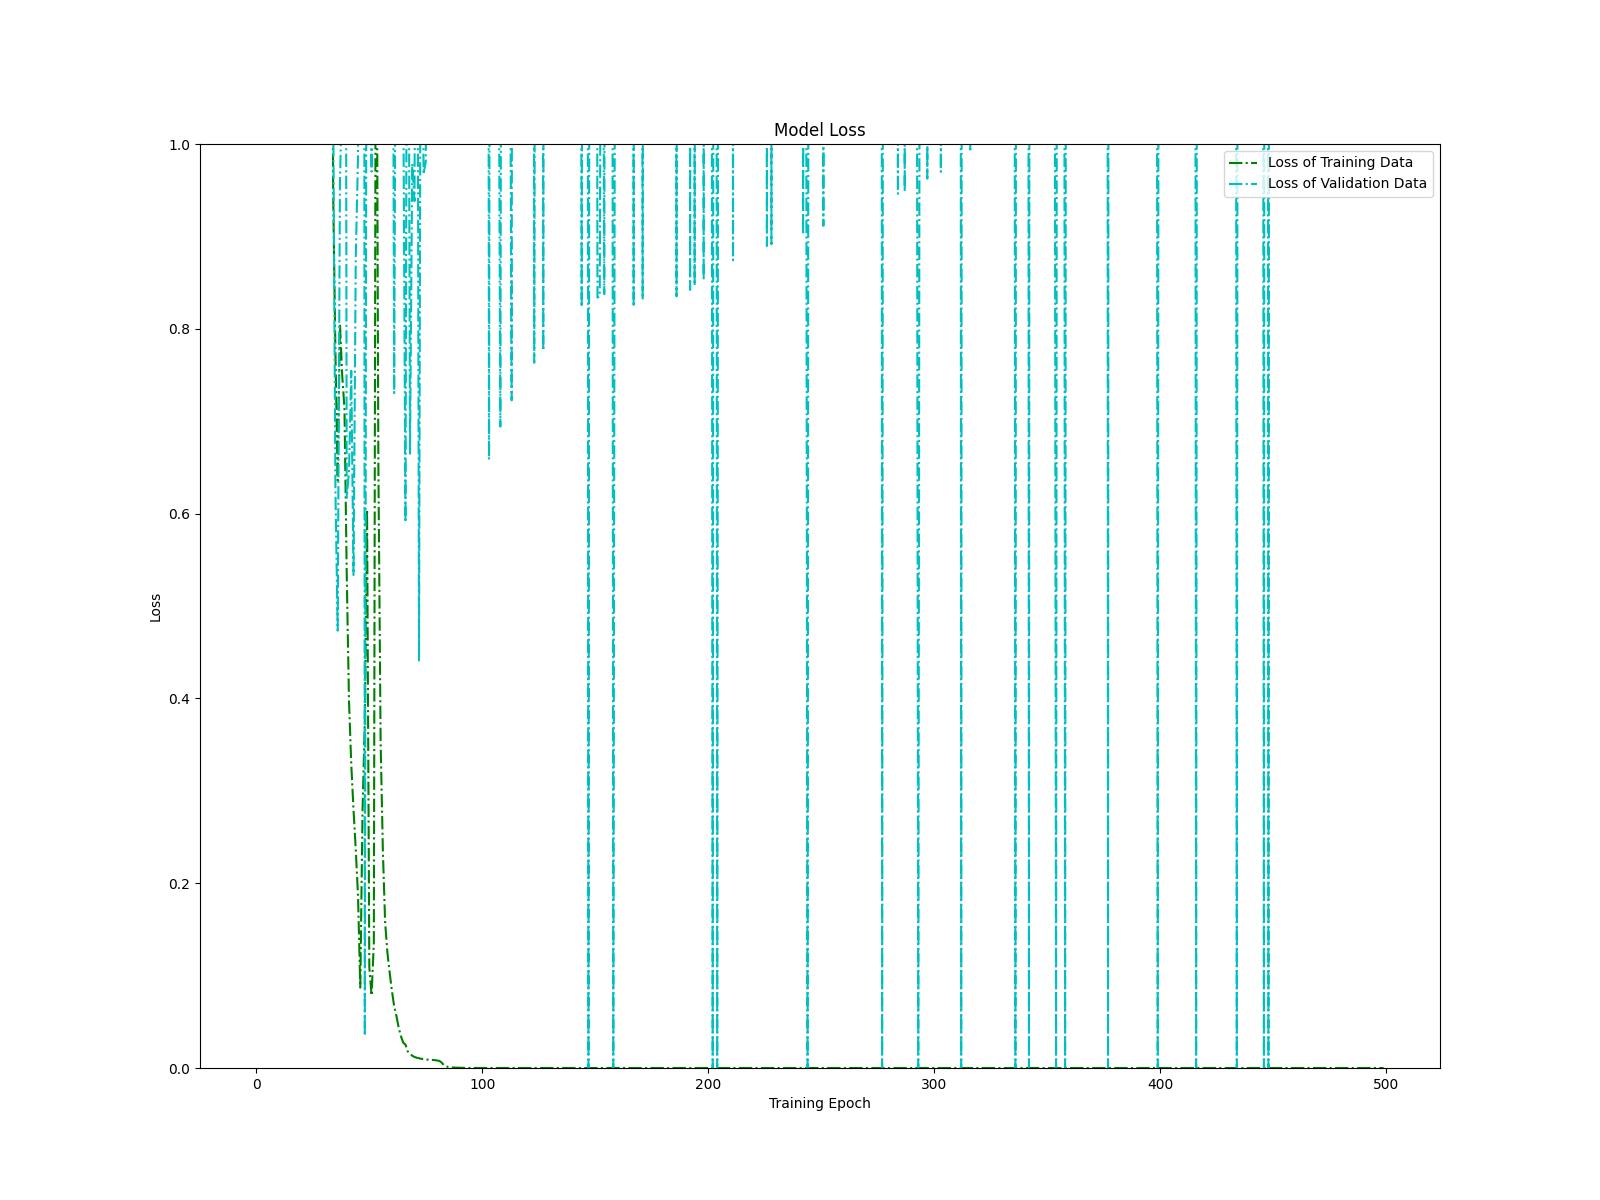 Model Loss
1.0
0.8
0.6
0.4
0.2
0.0
Loss
Loss of Training Data
Loss of Validation Data
0 100 200 300 400 500
Training Epoch